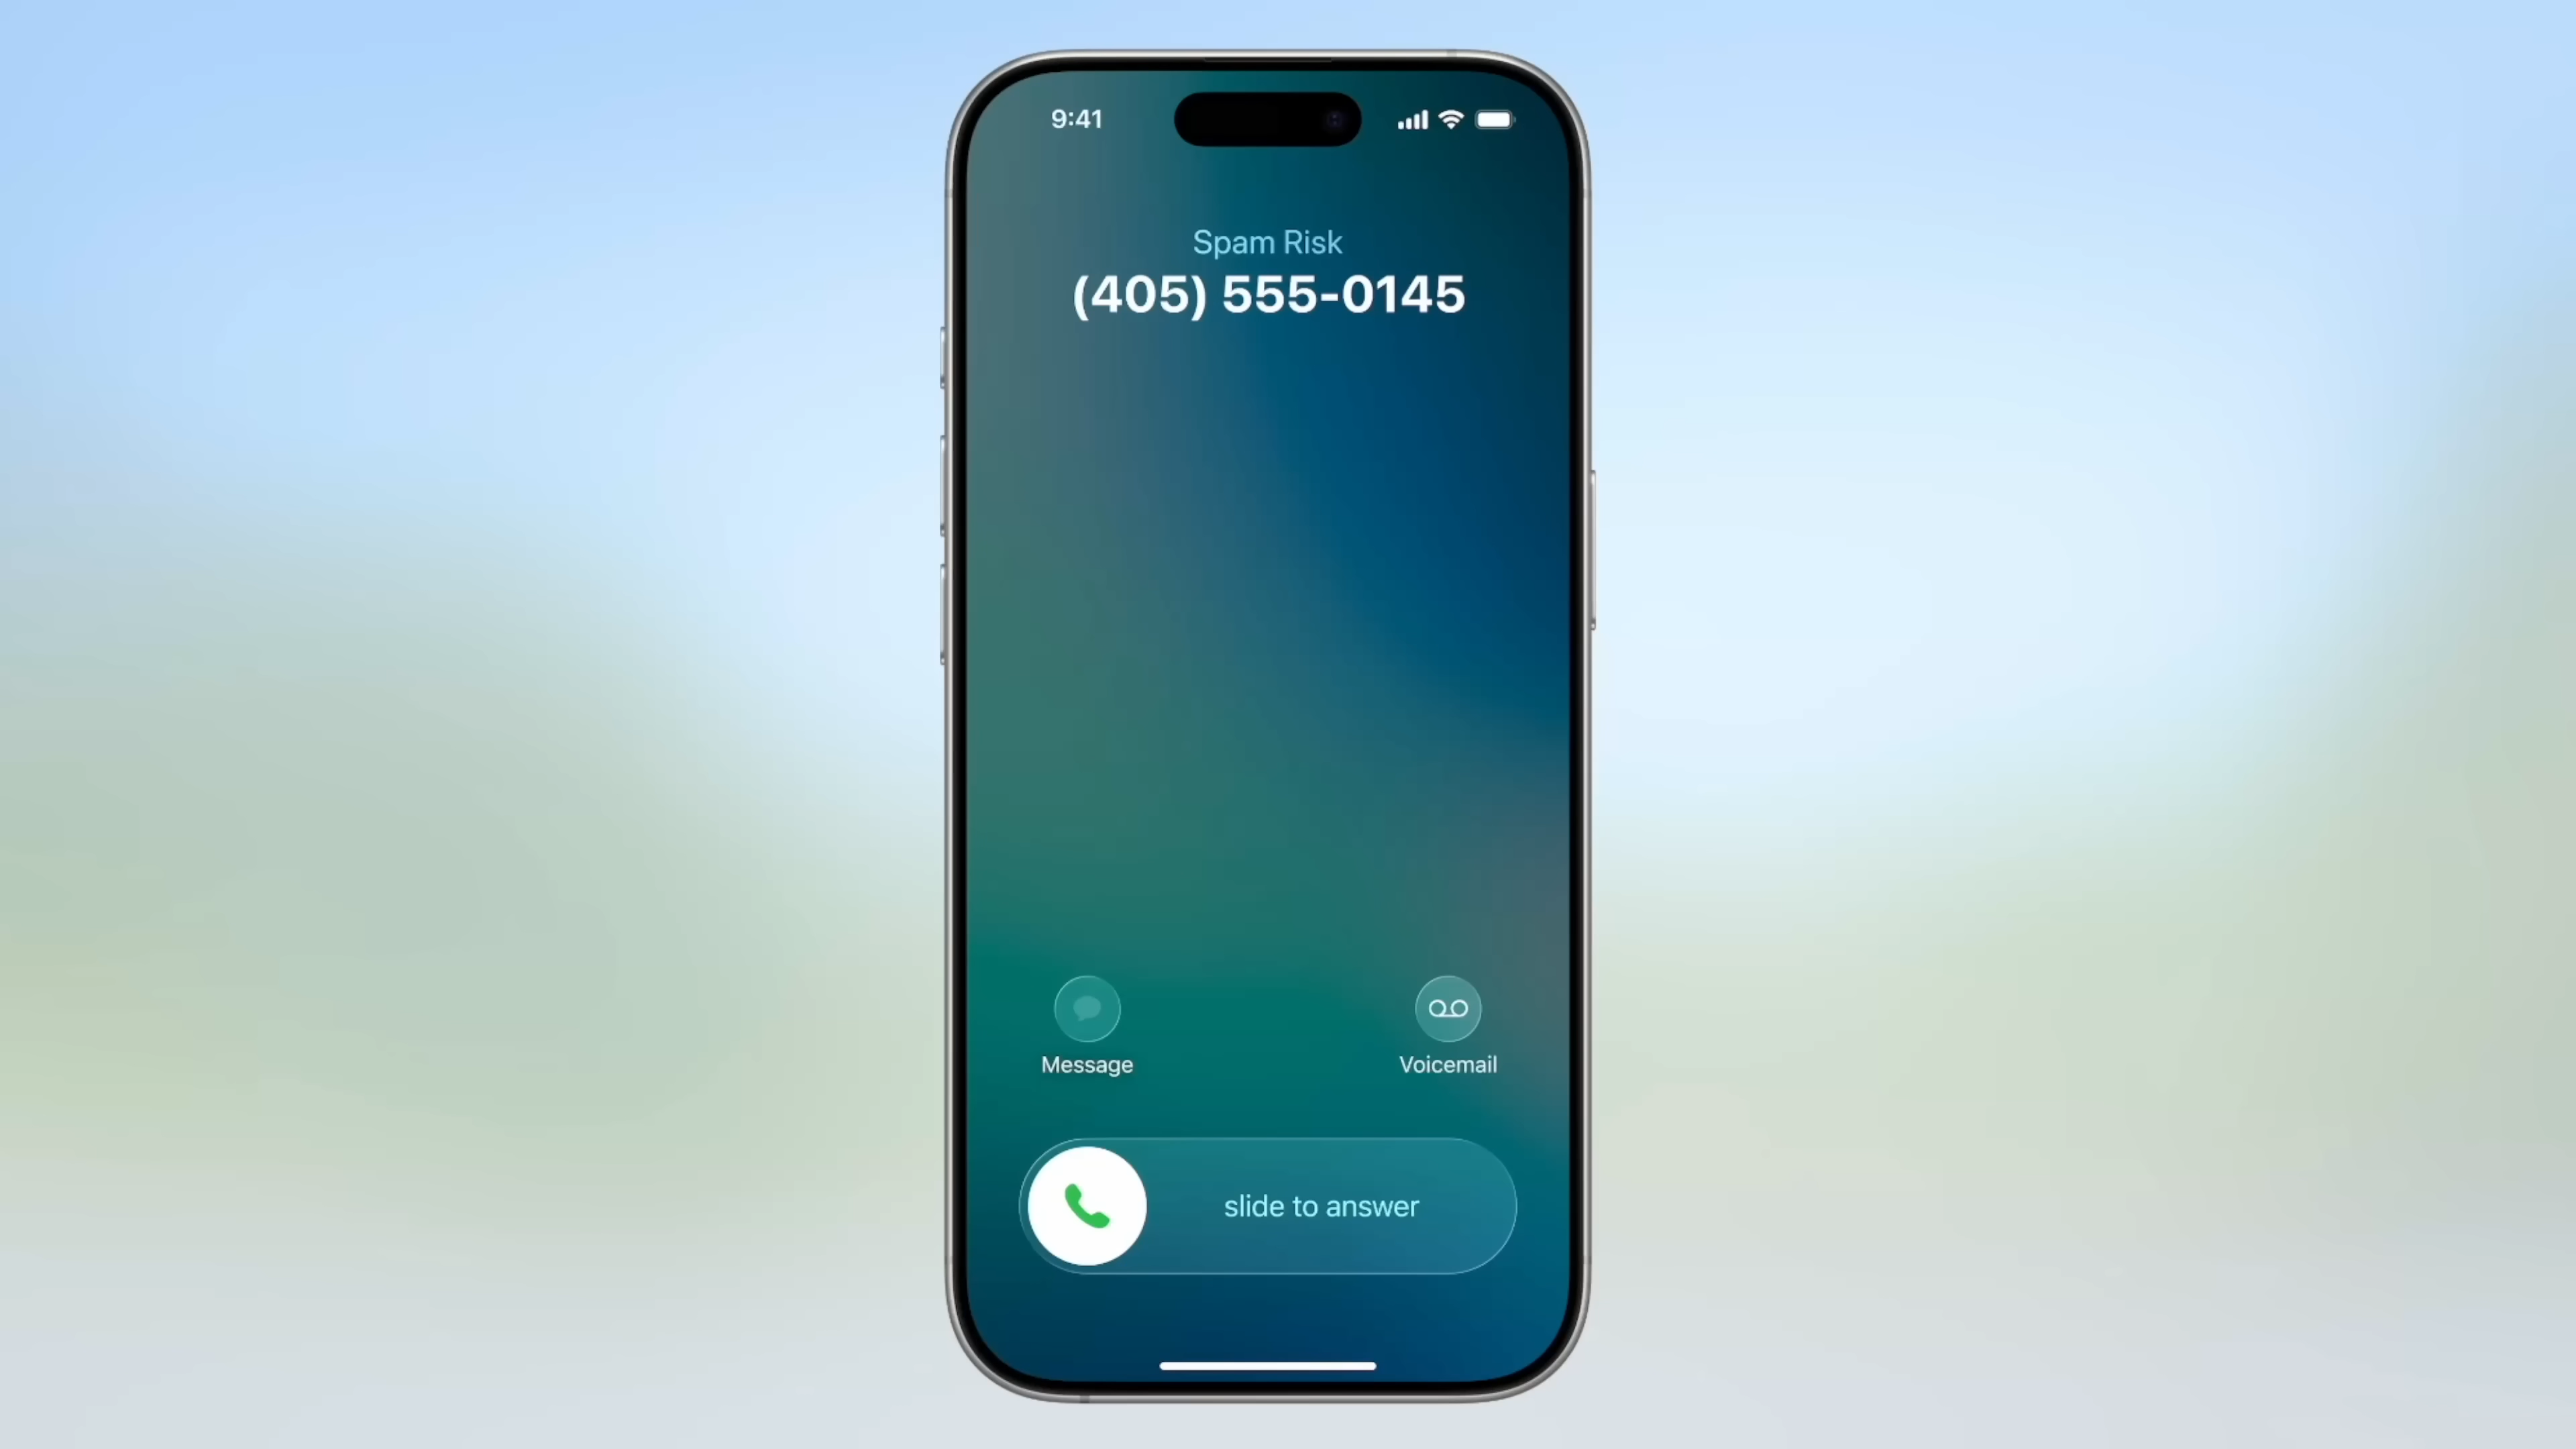 9:41
Spam Risk
(405) 555-0145
Message
Voicemail
slide to answer